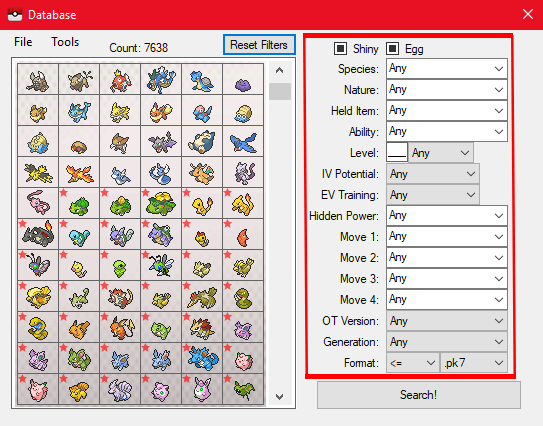 Database
File Tools Count: 7638 Reset Filters
Shiny Egg
Species: Any
Nature: Any
Held Item: Any
Ability: Any
Level: ___ Any
IV Potential: Any
EV Training: Any
Hidden Power: Any
Move 1: Any
Move 2: Any
Move 3: Any
Move 4: Any
OT Version: Any
Generation: Any
Format: <= .pk7
Search!